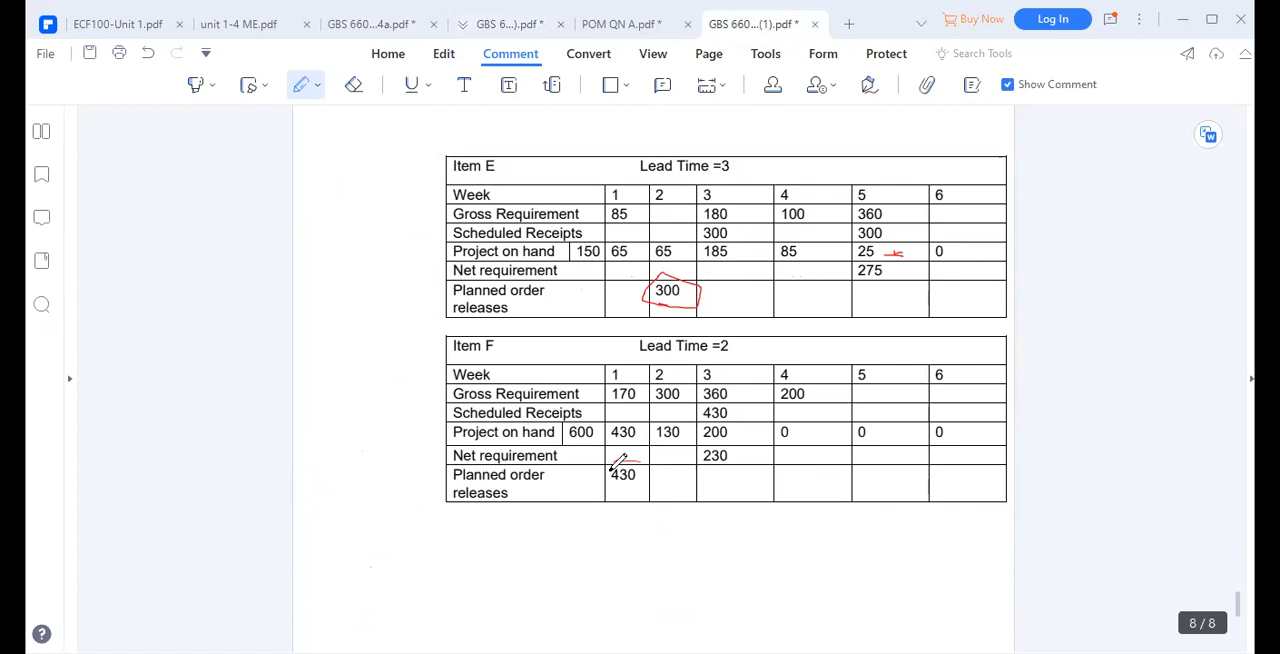 ECF100-Unit 1.pdf unit 1-4 ME.pdf GBS 660....4a.pdf * GBS 6...).pdf * POM QN A.pdf * GBS 660...(1).pdf * Buy Now Log In
File Home Edit Comment Convert View Page Tools Form Protect Search Tools
Show Comment
Item E Lead Time =3
Week 1 2 3 4 5 6
Gross Requirement 85 180 100 360
Scheduled Receipts 300 300
Project on hand 150 65 65 185 85 25 0
Net requirement 275
Planned order releases 300
Item F Lead Time =2
Week 1 2 3 4 5 6
Gross Requirement 170 300 360 200
Scheduled Receipts 430
Project on hand 600 430 130 200 0 0 0
Net requirement 230
Planned order releases 430
8 / 8